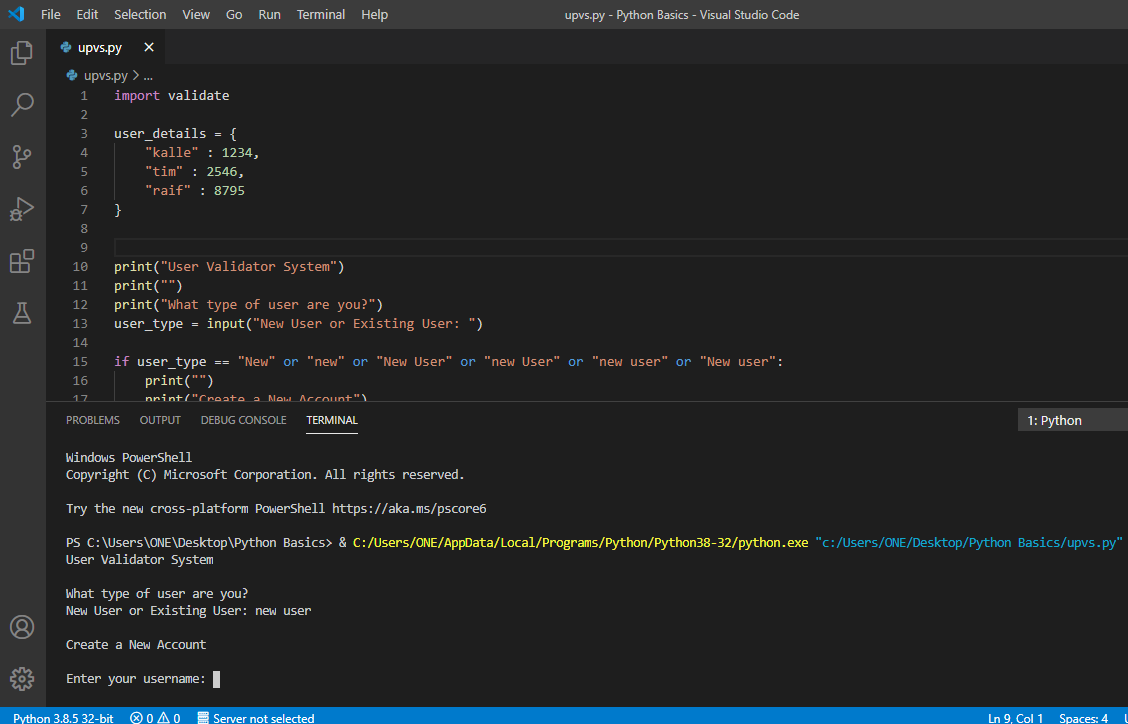 File Edit Selection View Go Run Terminal Help upvs.py - Python Basics - Visual Studio Code
upvs.py ×
upvs.py > ...
1 import validate
2
3 user_details = {
4     "kalle" : 1234,
5     "tim" : 2546,
6     "raif" : 8795
7 }
8
9
10 print("User Validator System")
11 print("")
12 print("What type of user are you?")
13 user_type = input("New User or Existing User: ")
14
15 if user_type == "New" or "new" or "New User" or "new User" or "new user" or "New user":
16     print("")
17     print("Create a New Account")
PROBLEMS OUTPUT DEBUG CONSOLE TERMINAL 1: Python
Windows PowerShell
Copyright (C) Microsoft Corporation. All rights reserved.
Try the new cross-platform PowerShell https://aka.ms/pscore6
PS C:\Users\ONE\Desktop\Python Basics> & C:/Users/ONE/AppData/Local/Programs/Python/Python38-32/python.exe "c:/Users/ONE/Desktop/Python Basics/upvs.py"
User Validator System
What type of user are you?
New User or Existing User: new user
Create a New Account
Enter your username:
Python 3.8.5 32-bit 0 0 Server not selected Ln 9, Col 1 Spaces: 4